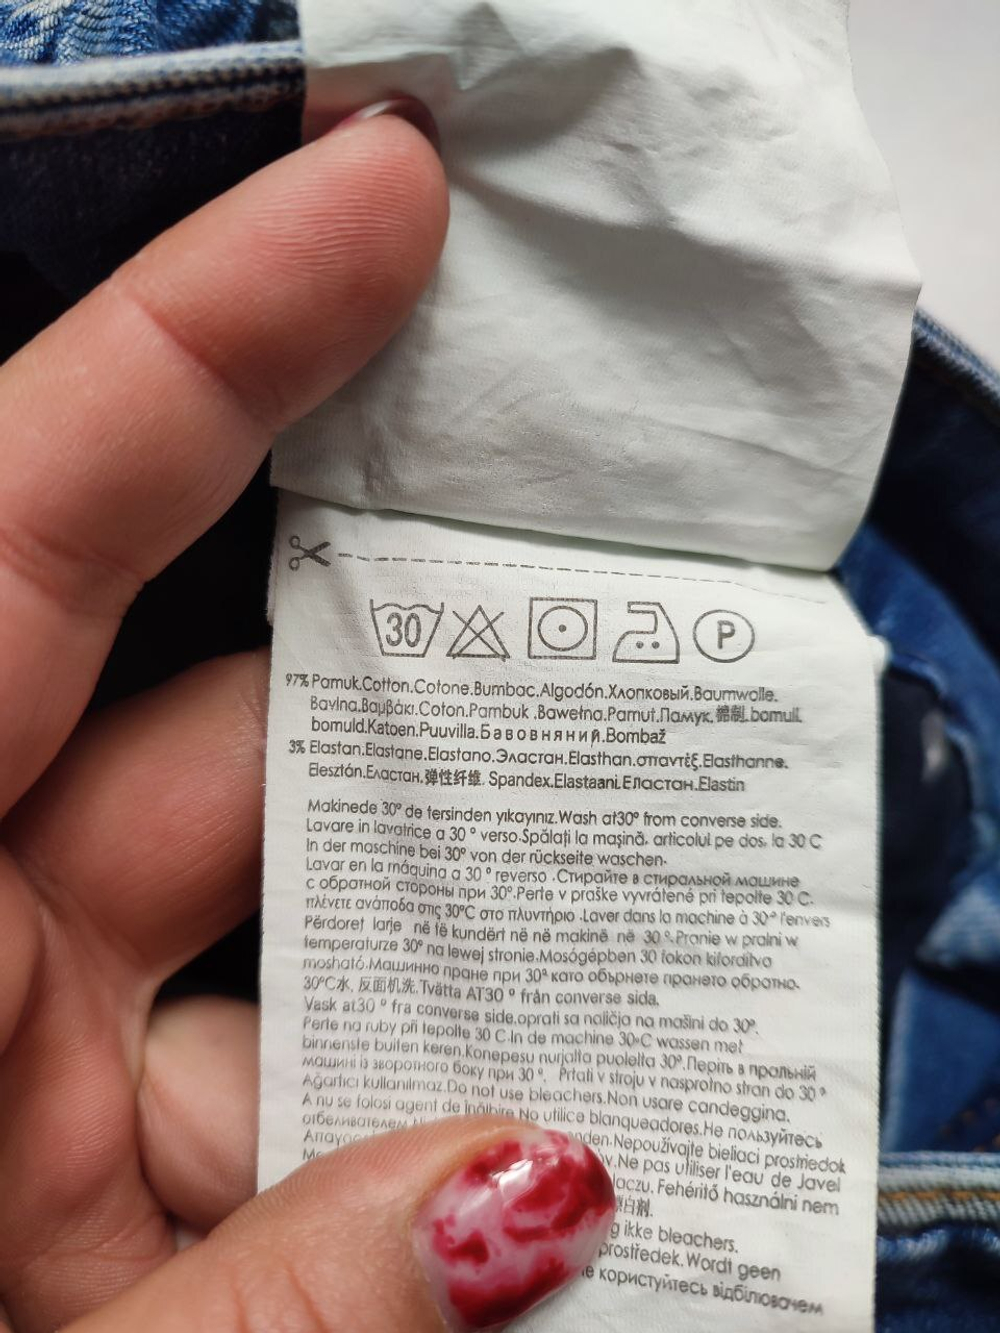 30 P
97% Pamuk.Cotton.Cotone.Bumbac.Algodón.Хлопковый.Baumwolle.
Bavlna.Βαμβάκι.Coton.Pambuk .Bawełna.Pamut.Памук.棉制.bomull.
bomuld.Katoen.Puuvilla.Бавовняний.Bombaž
3% Elastan.Elastane.Elastano.Эластан.Elasthan.σπαντέξ.Elasthanne.
Elesztán.Еластан.弹性纤维. Spandex.Elastaani.Еластан.Elastin
Makinede 30° de tersinden yıkayınız.Wash at30° from converse side.
Lavare in lavatrice a 30 ° verso.Spălaţi la maşină, articolul pe dos, la 30 C
In der maschine bei 30° von der rückseite waschen.
Lavar en la máquina a 30 ° reverso .Стирайте в стиральной машине
с обратной стороны при 30°.Perte v praške vyvrátené pri teplote 30 C.
πλένετε ανάποδα στις 30°C στο πλυντήριο .Laver dans la machine à 30° l'envers
Përdoret larje në të kundërt në në makinë në 30 °.Pranie w pralni w
temperaturze 30° na lewej stronie.Mosógépben 30 fokon kifordítva
mosható.Машинно пране при 30° като обърнете прането обратно.
30°C水, 反面机洗.Tvätta AT30 ° från converse sida.
Vask at30 ° fra converse side.oprati sa naličja na mašini do 30°.
Perte na ruby při teplotě 30 C.In de machine 30°C wassen met
binnenste buiten keren.Konepesu nurjalta puolelta 30°.Періть в пральній
машині із зворотного боку при 30 °. Prtati v stroju v nasprotno stran do 30 °
Ağartıcı kullanılmaz.Do not use bleachers.Non usare candeggina.
A nu se folosi agent de înălbire.No utilice blanqueadores.Не пользуйтесь
отбеливателем nden.Nepoužívajte bieliaci prostriedok
Απαγο .Ne pas utiliser l'eau de Javel
laczu. Fehérítő használni nem
漂白剂.
g ikke bleachers.
prostředek.Wordt geen
користуйтесь відбілювачем